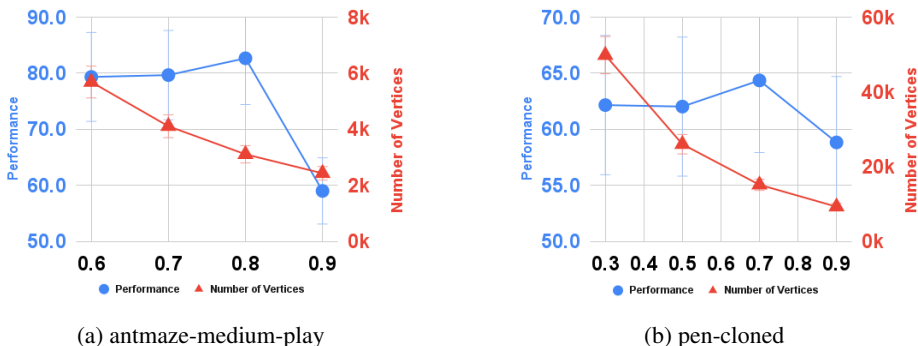 90.0
80.0
70.0
60.0
50.0
Performance
8k
6k
4k
2k
0k
Number of Vertices
0.6 0.7 0.8 0.9
Performance Number of Vertices
(a) antmaze-medium-play
70.0
65.0
60.0
55.0
50.0
Performance
60k
40k
20k
0k
Number of Vertices
0.3 0.4 0.5 0.6 0.7 0.8 0.9
Performance Number of Vertices
(b) pen-cloned